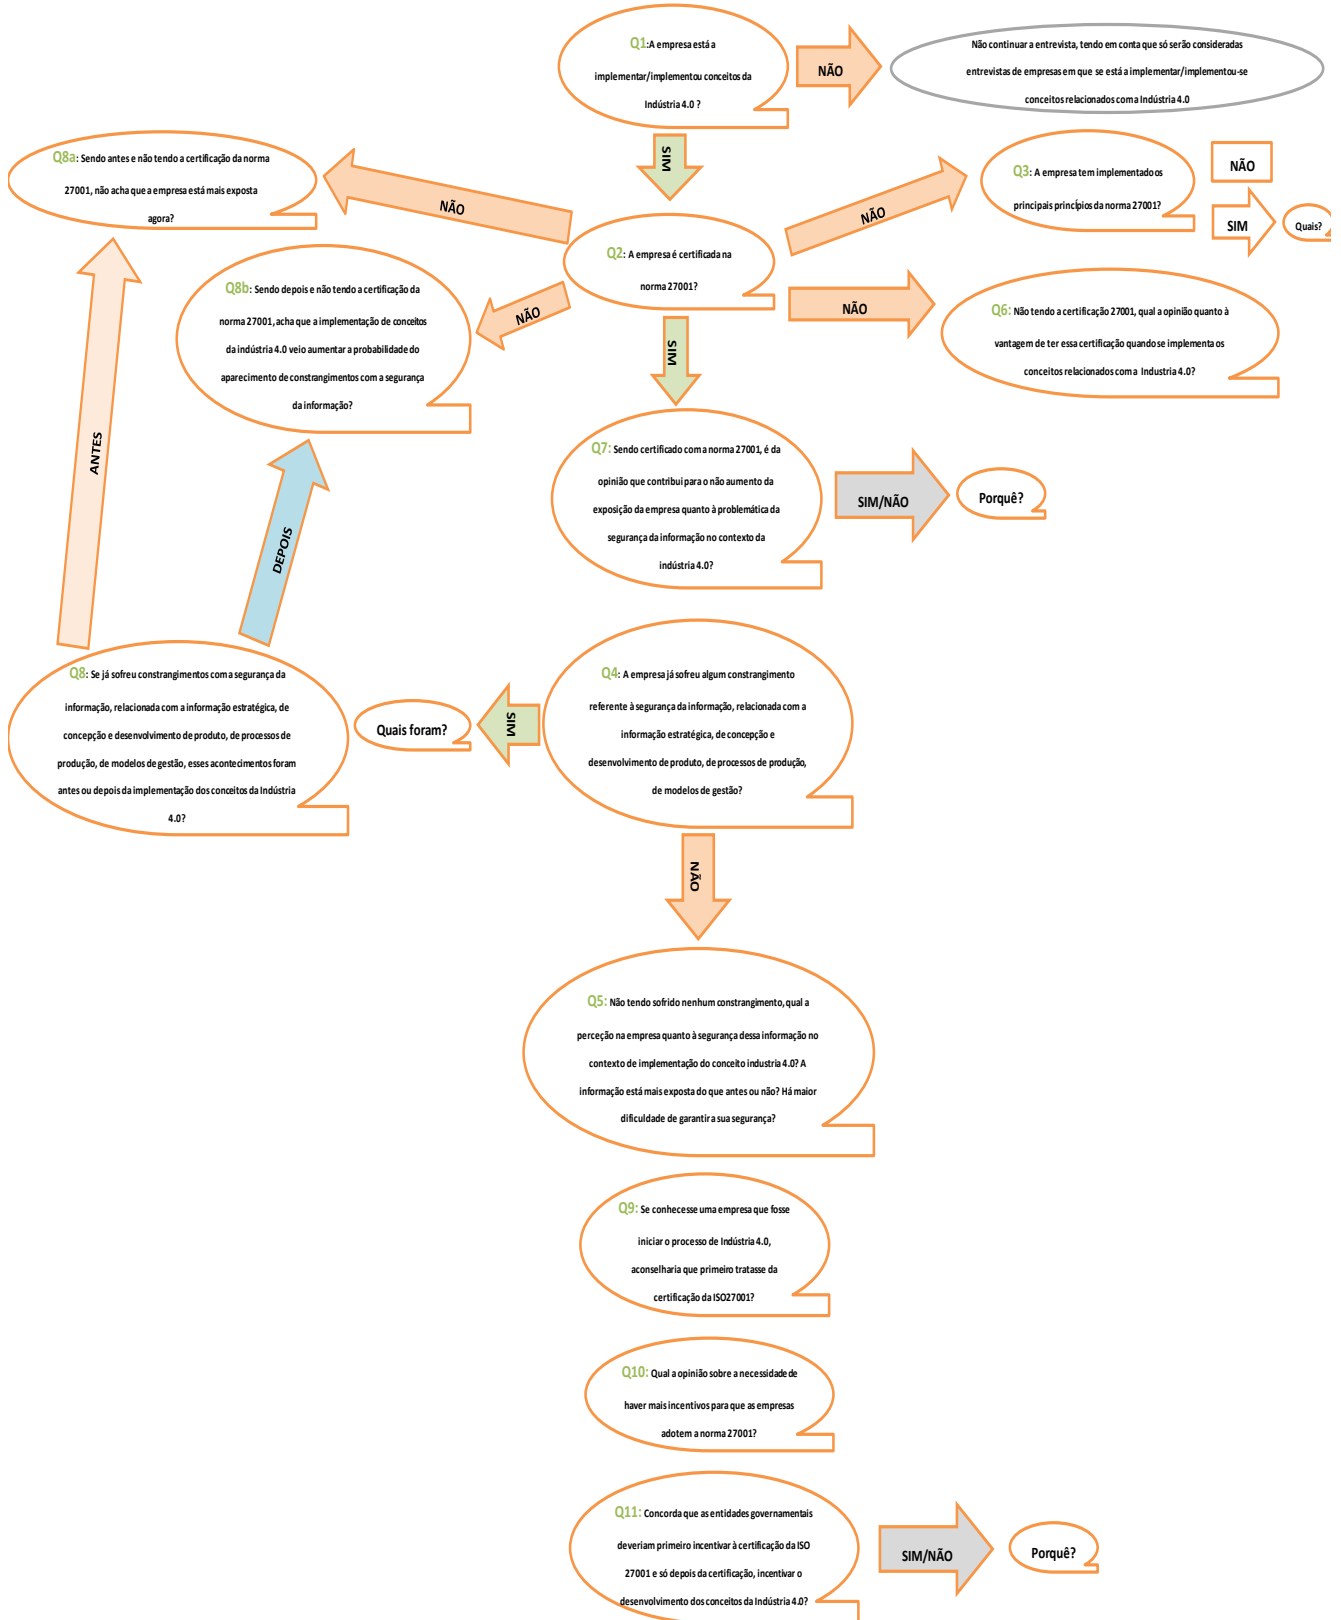 Q1:A empresa está a
implementar/implementou conceitos da
Indústria 4.0 ?
NÃO
Não continuar a entrevista, tendo em conta que só serão consideradas
entrevistas de empresas em que se está a implementar/implementou-se
conceitos relacionados com a Indústria 4.0
SIM
Q8a: Sendo antes e não tendo a certificação da norma
27001, não acha que a empresa está mais exposta
agora?
NÃO
Q2: A empresa é certificada na
norma 27001?
NÃO
Q3: A empresa tem implementado os
principais princípios da norma 27001?
NÃO
SIM
Quais?
Q8b: Sendo depois e não tendo a certificação da
norma 27001, acha que a implementação de conceitos
da indústria 4.0 veio aumentar a probabilidade do
aparecimento de constrangimentos com a segurança
da informação?
NÃO
SIM
NÃO
Q6: Não tendo a certificação 27001, qual a opinião quanto à
vantagem de ter essa certificação quando se implementa os
conceitos relacionados com a Industria 4.0?
ANTES
DEPOIS
Q7: Sendo certificado com a norma 27001, é da
opinião que contribui para o não aumento da
exposição da empresa quanto à problemática da
segurança da informação no contexto da
indústria 4.0?
SIM/NÃO
Porquê?
Q8: Se já sofreu constrangimentos com a segurança da
informação, relacionada com a informação estratégica, de
concepção e desenvolvimento de produto, de processos de
produção, de modelos de gestão, esses acontecimentos foram
antes ou depois da implementação dos conceitos da Indústria
4.0?
Quais foram?
SIM
Q4: A empresa já sofreu algum constrangimento
referente à segurança da informação, relacionada com a
informação estratégica, de concepção e
desenvolvimento de produto, de processos de produção,
de modelos de gestão?
NÃO
Q5: Não tendo sofrido nenhum constrangimento, qual a
perceção na empresa quanto à segurança dessa informação no
contexto de implementação do conceito industria 4.0? A
informação está mais exposta do que antes ou não? Há maior
dificuldade de garantir a sua segurança?
Q9: Se conhecesse uma empresa que fosse
iniciar o processo de Indústria 4.0,
aconselharia que primeiro tratasse da
certificação da ISO27001?
Q10: Qual a opinião sobre a necessidade de
haver mais incentivos para que as empresas
adotem a norma 27001?
Q11: Concorda que as entidades governamentais
deveriam primeiro incentivar à certificação da ISO
27001 e só depois da certificação, incentivar o
desenvolvimento dos conceitos da Indústria 4.0?
SIM/NÃO
Porquê?